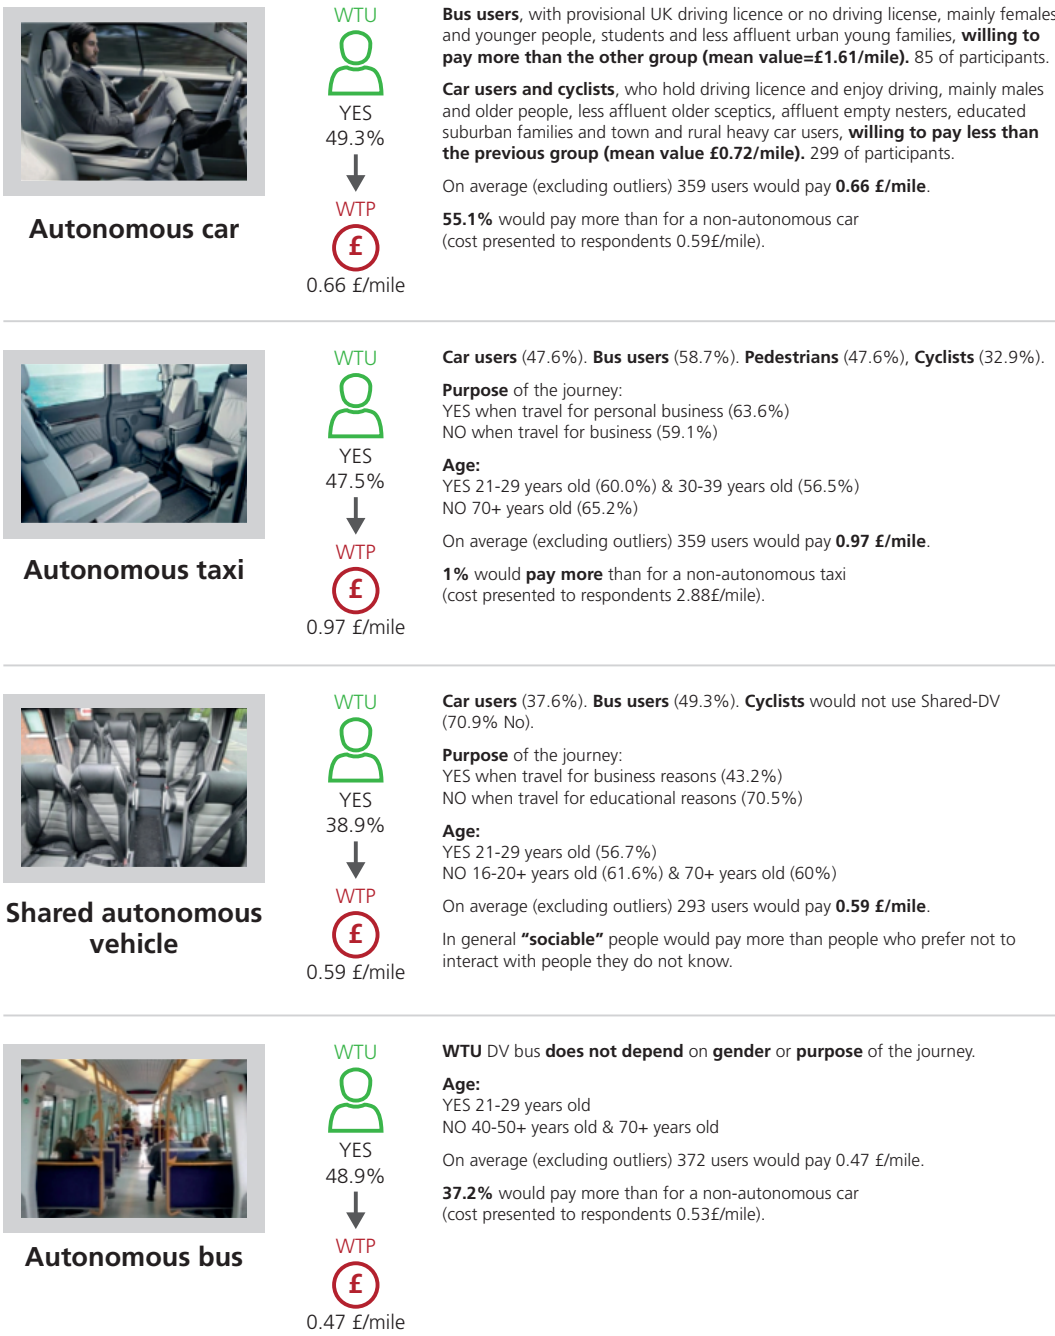 WTU
YES
49.3%
WTP
£
0.66 £/mile
Autonomous car
Bus users, with provisional UK driving licence or no driving license, mainly females
and younger people, students and less affluent urban young families, willing to
pay more than the other group (mean value=£1.61/mile). 85 of participants.
Car users and cyclists, who hold driving licence and enjoy driving, mainly males
and older people, less affluent older sceptics, affluent empty nesters, educated
suburban families and town and rural heavy car users, willing to pay less than
the previous group (mean value £0.72/mile). 299 of participants.
On average (excluding outliers) 359 users would pay 0.66 £/mile.
55.1% would pay more than for a non-autonomous car
(cost presented to respondents 0.59£/mile).
WTU
YES
47.5%
WTP
£
0.97 £/mile
Autonomous taxi
Car users (47.6%). Bus users (58.7%). Pedestrians (47.6%), Cyclists (32.9%).
Purpose of the journey:
YES when travel for personal business (63.6%)
NO when travel for business (59.1%)
Age:
YES 21-29 years old (60.0%) & 30-39 years old (56.5%)
NO 70+ years old (65.2%)
On average (excluding outliers) 359 users would pay 0.97 £/mile.
1% would pay more than for a non-autonomous taxi
(cost presented to respondents 2.88£/mile).
WTU
YES
38.9%
WTP
£
0.59 £/mile
Shared autonomous
vehicle
Car users (37.6%). Bus users (49.3%). Cyclists would not use Shared-DV
(70.9% No).
Purpose of the journey:
YES when travel for business reasons (43.2%)
NO when travel for educational reasons (70.5%)
Age:
YES 21-29 years old (56.7%)
NO 16-20+ years old (61.6%) & 70+ years old (60%)
On average (excluding outliers) 293 users would pay 0.59 £/mile.
In general "sociable" people would pay more than people who prefer not to
interact with people they do not know.
WTU
YES
48.9%
WTP
£
0.47 £/mile
Autonomous bus
WTU DV bus does not depend on gender or purpose of the journey.
Age:
YES 21-29 years old
NO 40-50+ years old & 70+ years old
On average (excluding outliers) 372 users would pay 0.47 £/mile.
37.2% would pay more than for a non-autonomous car
(cost presented to respondents 0.53£/mile).